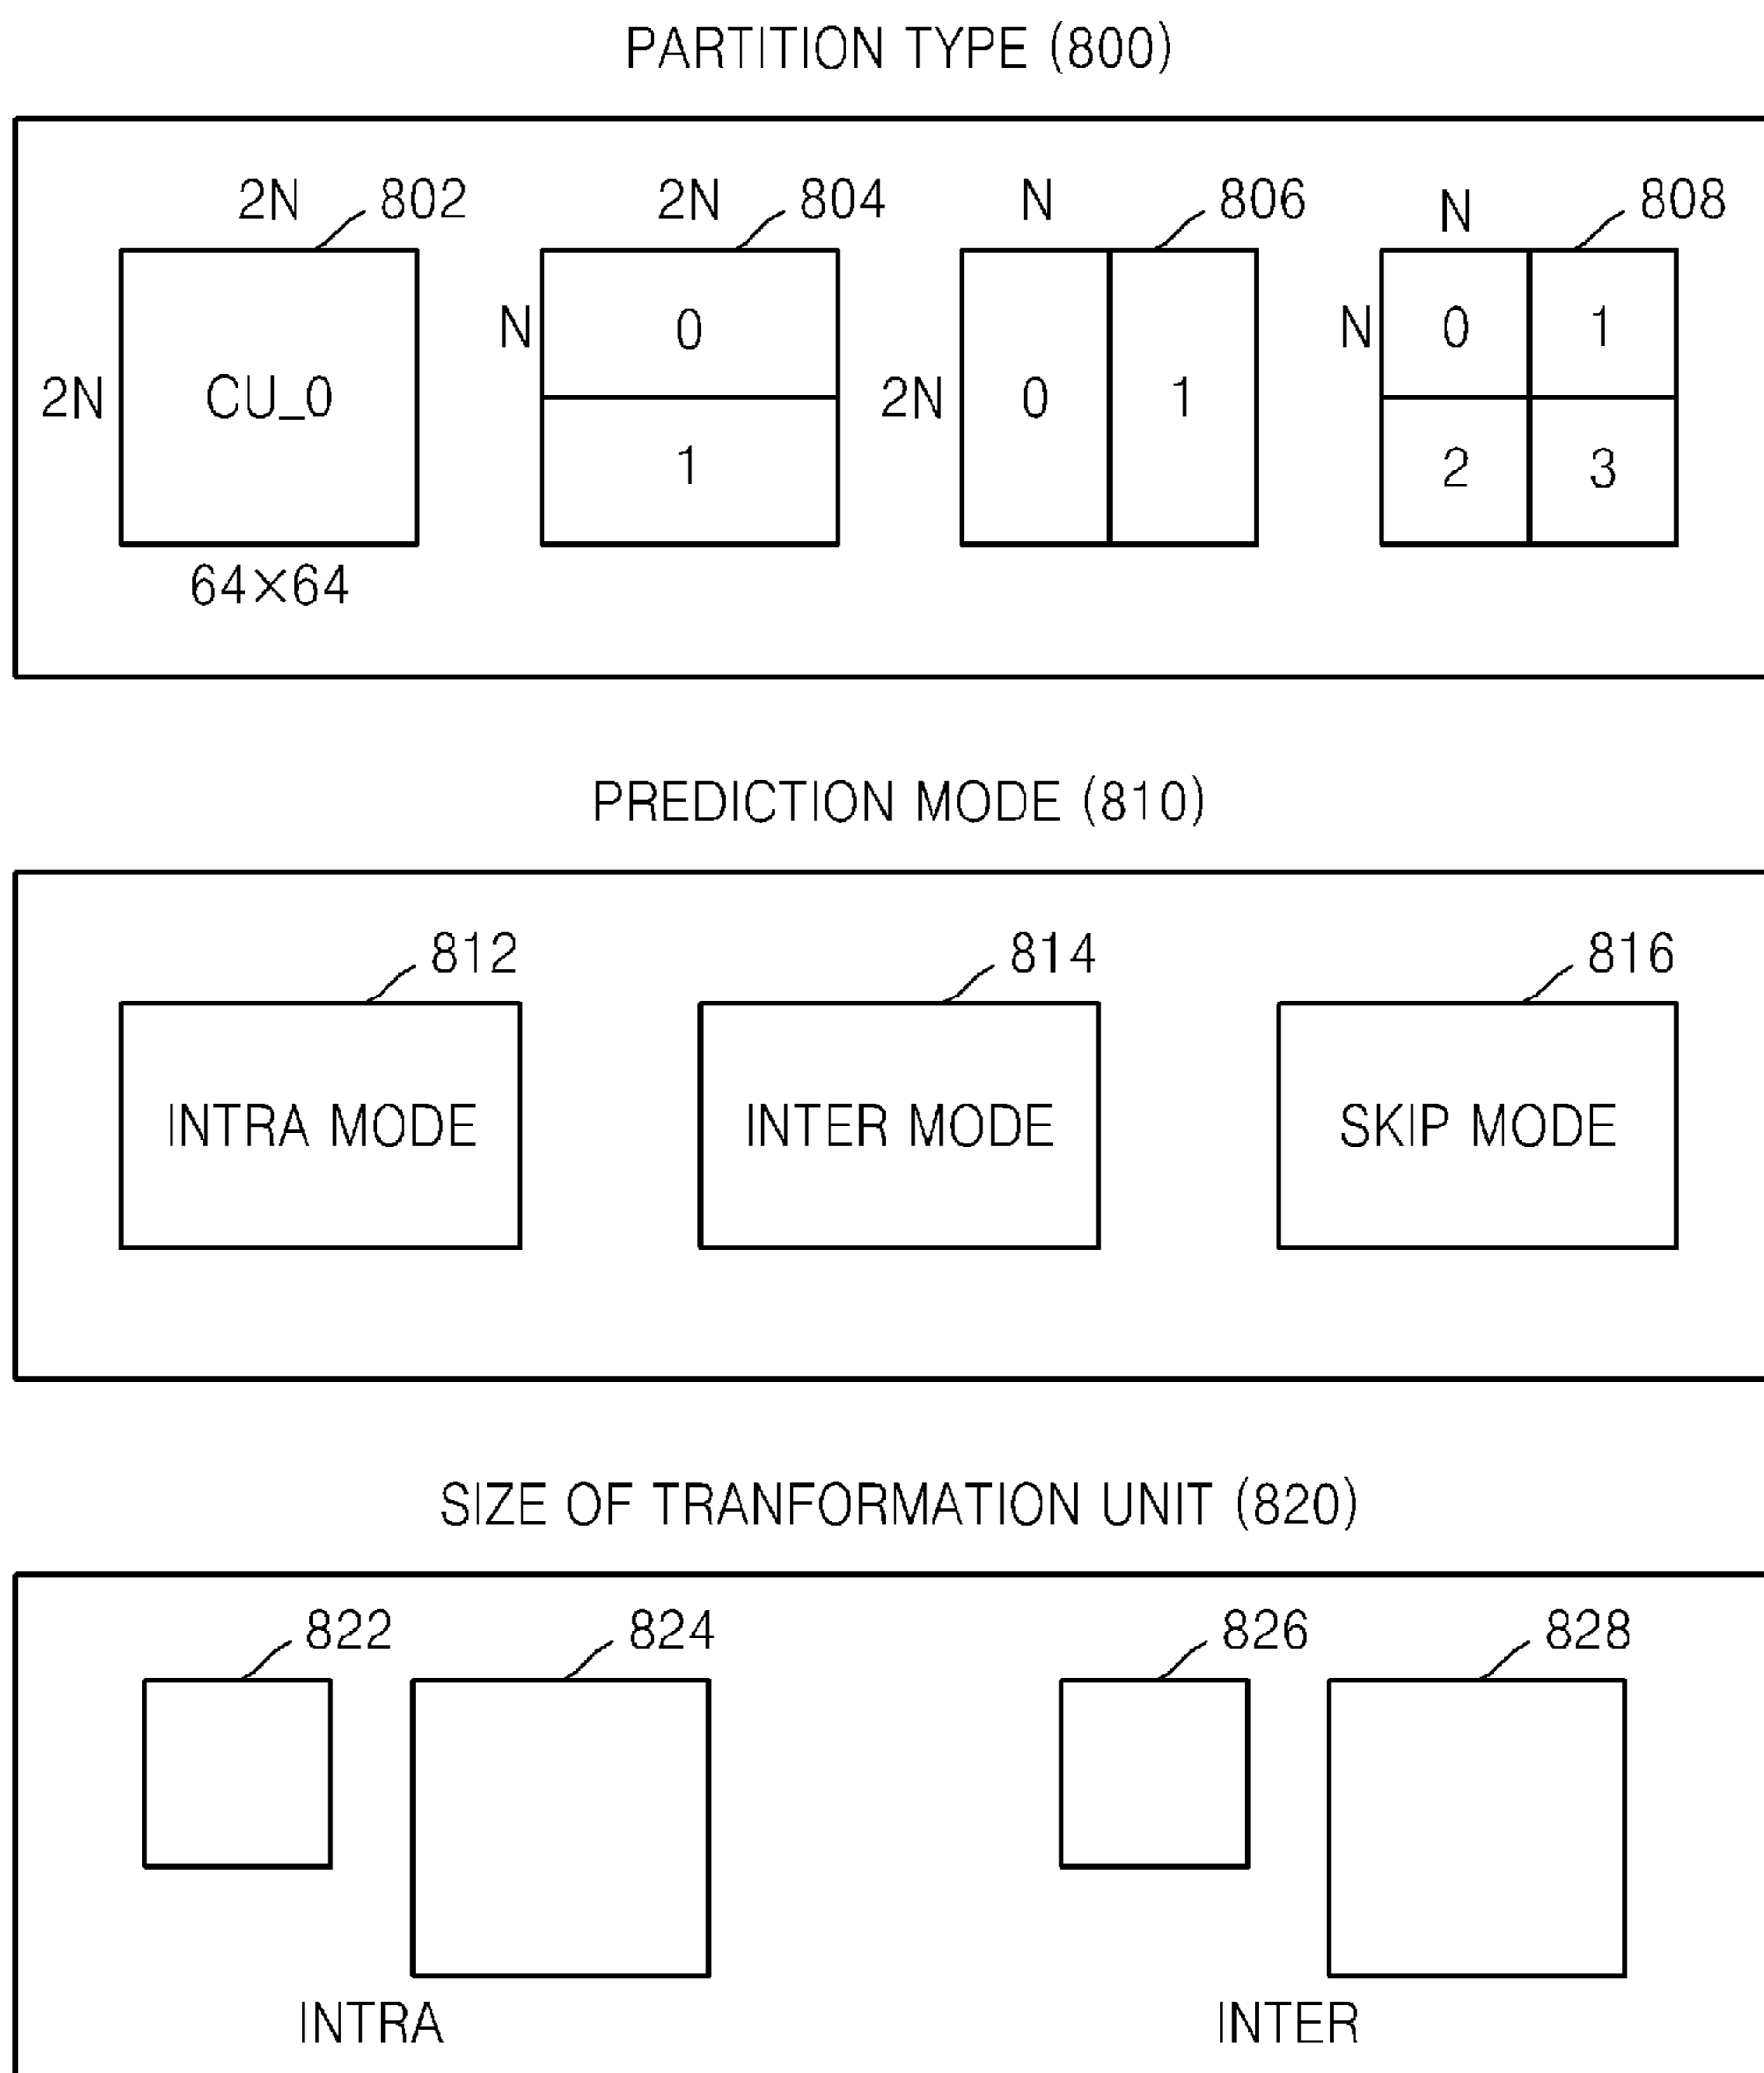 PARTITION TYPE (800)
2N 802 2N 804 N 806 N 808
N 0 N 0 1
2N CU_0 2N 0 1
1 2 3
64×64
PREDICTION MODE (810)
812 814 816
INTRA MODE INTER MODE SKIP MODE
SIZE OF TRANFORMATION UNIT (820)
822 824 826 828
INTRA INTER